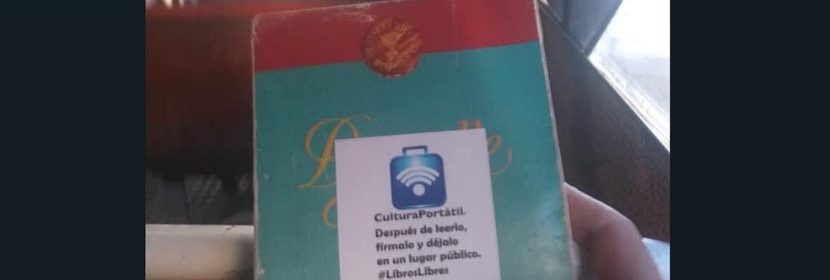 CulturaPortátil.
Después de leerlo,
fírmalo y déjalo
en un lugar público.
#LibrosLibres